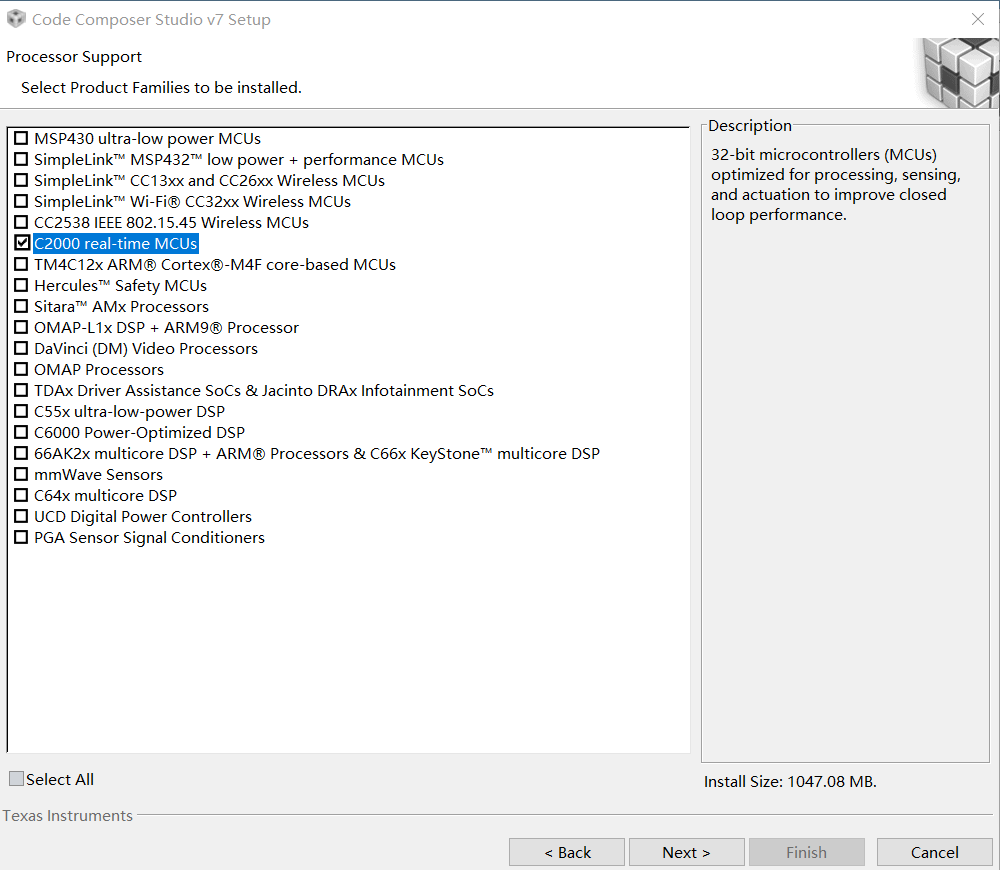 Code Composer Studio v7 Setup
Processor Support
Select Product Families to be installed.
MSP430 ultra-low power MCUs
SimpleLink™ MSP432™ low power + performance MCUs
SimpleLink™ CC13xx and CC26xx Wireless MCUs
SimpleLink™ Wi-Fi® CC32xx Wireless MCUs
CC2538 IEEE 802.15.45 Wireless MCUs
C2000 real-time MCUs
TM4C12x ARM® Cortex®-M4F core-based MCUs
Hercules™ Safety MCUs
Sitara™ AMx Processors
OMAP-L1x DSP + ARM9® Processor
DaVinci (DM) Video Processors
OMAP Processors
TDAx Driver Assistance SoCs & Jacinto DRAx Infotainment SoCs
C55x ultra-low-power DSP
C6000 Power-Optimized DSP
66AK2x multicore DSP + ARM® Processors & C66x KeyStone™ multicore DSP
mmWave Sensors
C64x multicore DSP
UCD Digital Power Controllers
PGA Sensor Signal Conditioners
Description
32-bit microcontrollers (MCUs)
optimized for processing, sensing,
and actuation to improve closed
loop performance.
Select All
Install Size: 1047.08 MB.
Texas Instruments
< Back
Next >
Finish
Cancel